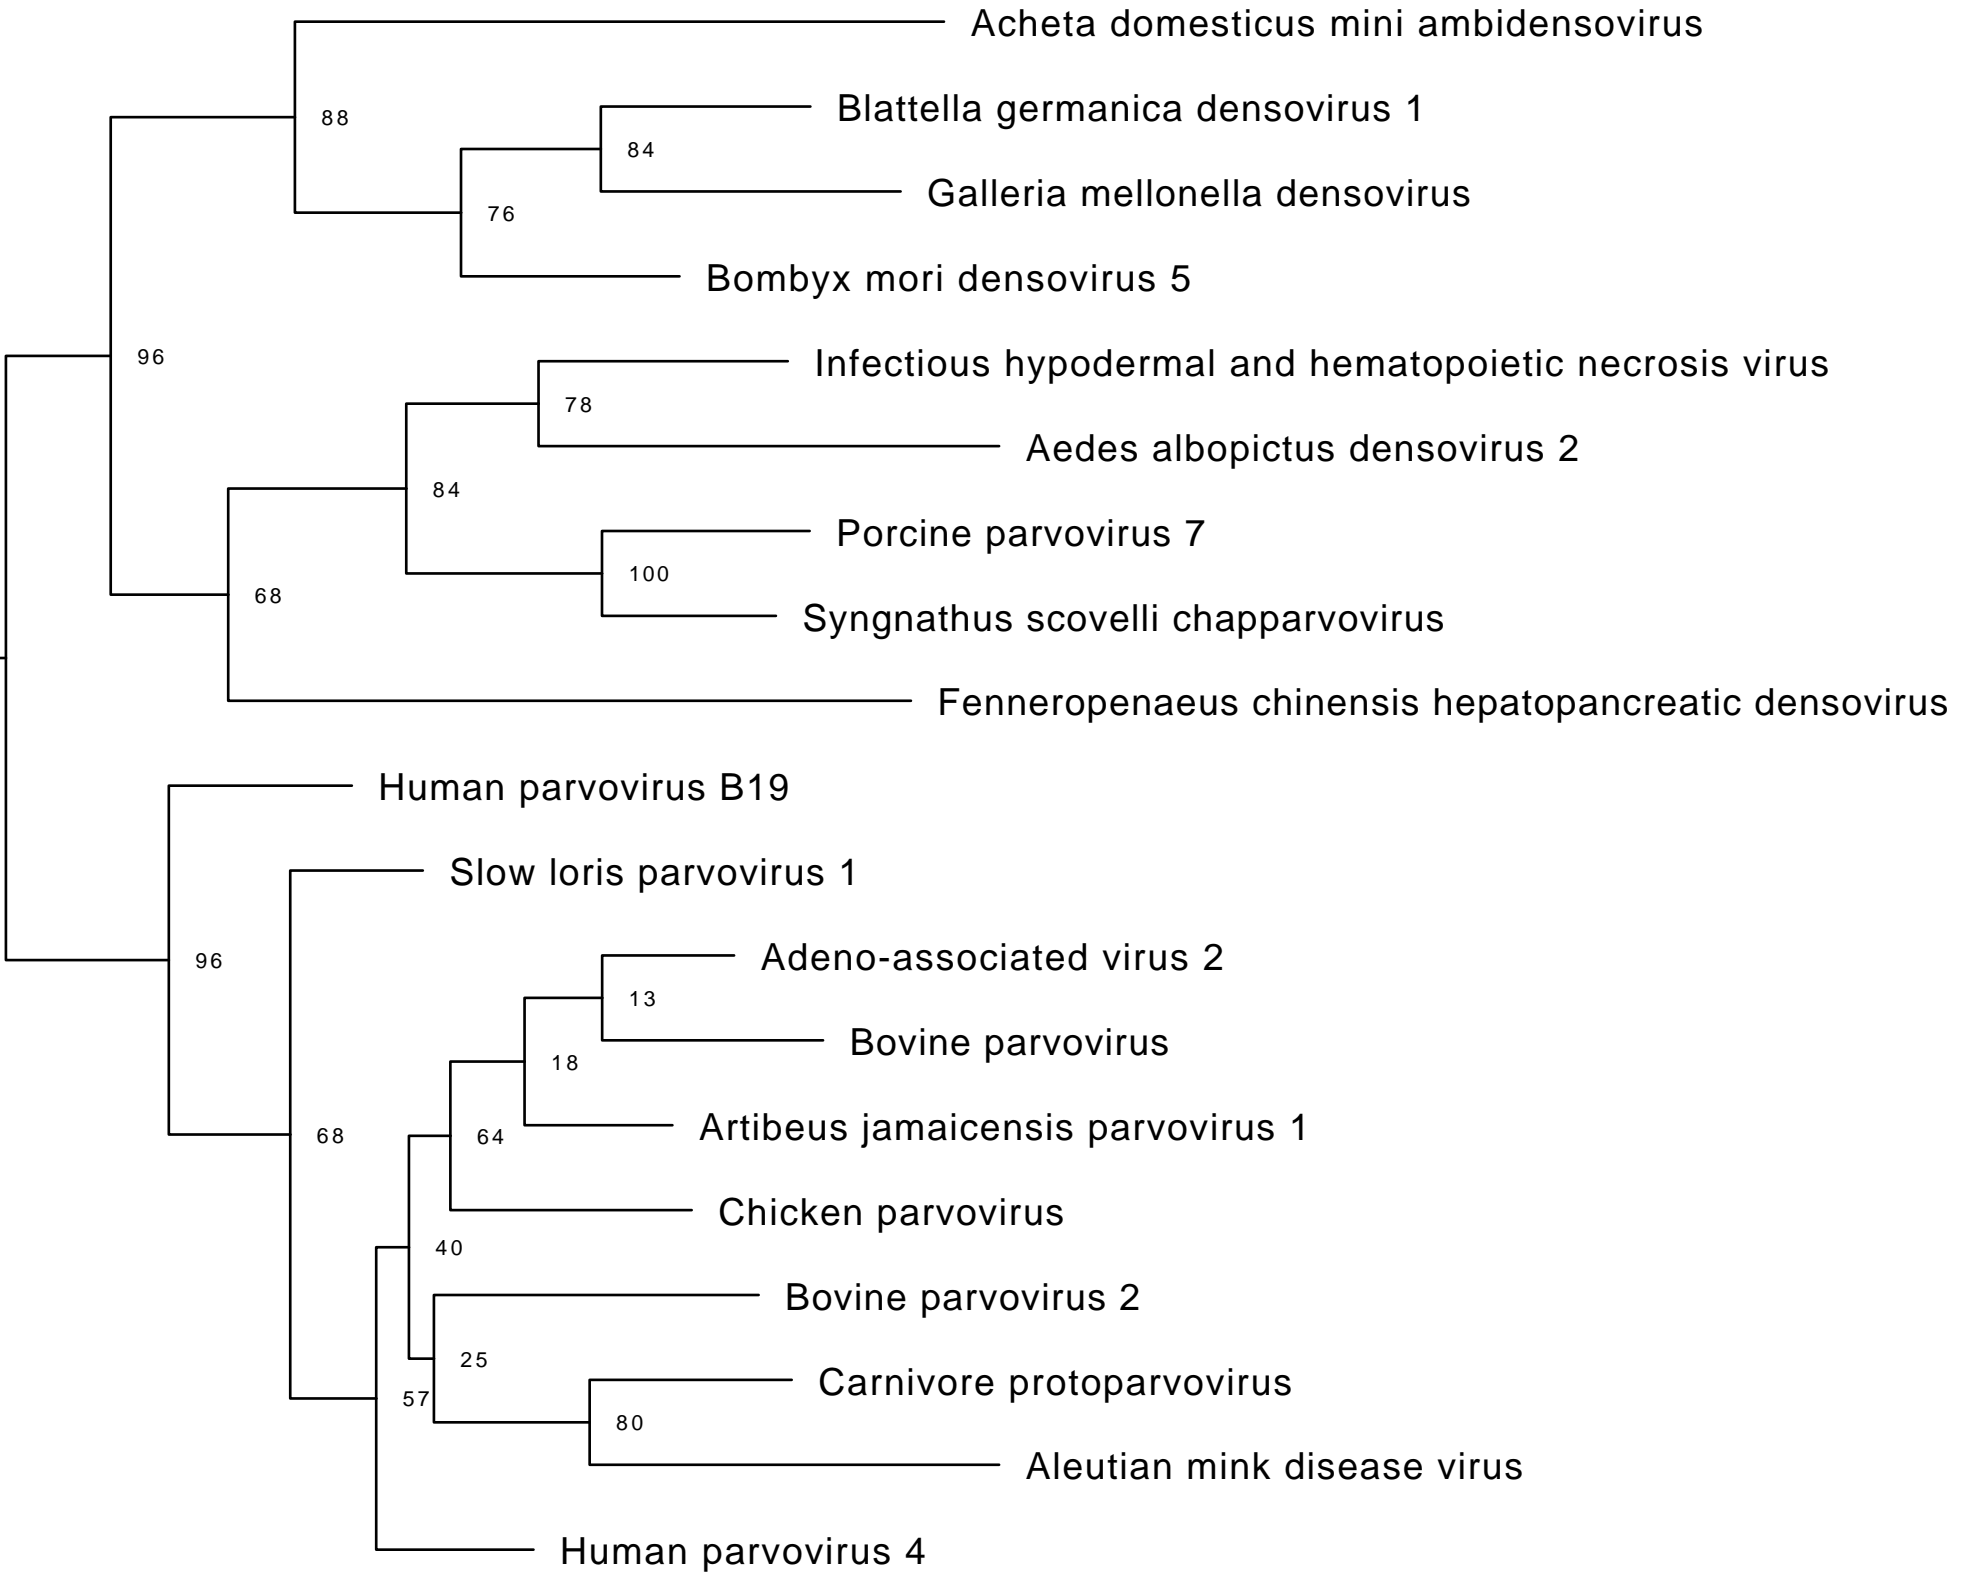 Acheta domesticus mini ambidensovirus
Blattella germanica densovirus 1
88
84
Galleria mellonella densovirus
76
Bombyx mori densovirus 5
96
Infectious hypodermal and hematopoietic necrosis virus
78
Aedes albopictus densovirus 2
84
Porcine parvovirus 7
100
68
Syngnathus scovelli chapparvovirus
Fenneropenaeus chinensis hepatopancreatic densovirus
Human parvovirus B19
Slow loris parvovirus 1
96
Adeno-associated virus 2
13
Bovine parvovirus
18
Artibeus jamaicensis parvovirus 1
68
64
Chicken parvovirus
40
Bovine parvovirus 2
25
Carnivore protoparvovirus
57
80
Aleutian mink disease virus
Human parvovirus 4